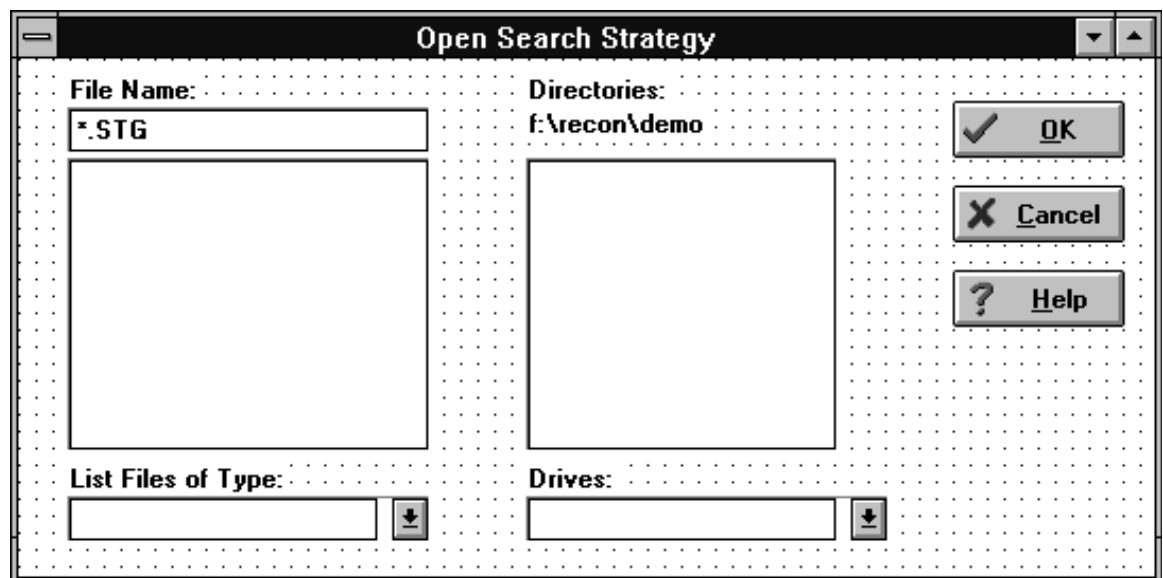 Open Search Strategy
File Name:
*.STG
Directories:
f:\recon\demo
OK
Cancel
Help
List Files of Type:
Drives: